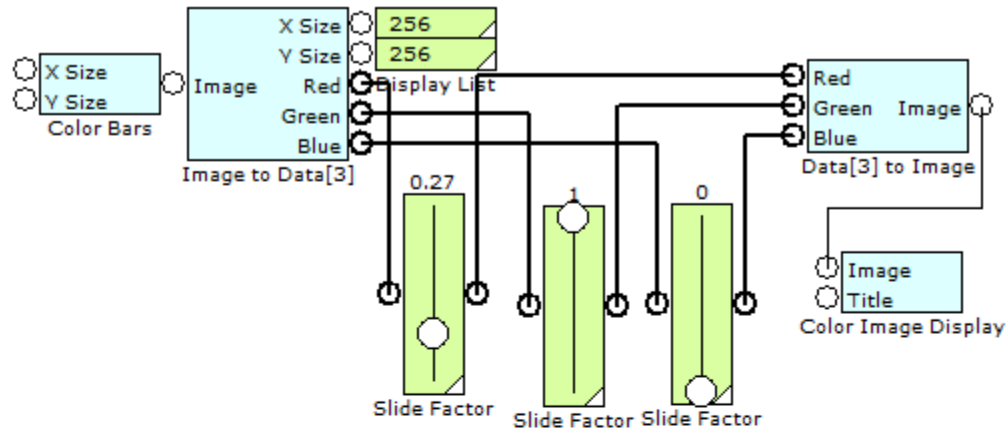 X Size
Y Size
Color Bars
Image
X Size
Y Size
Red
Green
Blue
Image to Data[3]
256
256
Display List
0.27
Slide Factor
1
Slide Factor
0
Slide Factor
Red
Green
Blue
Image
Data[3] to Image
Image
Title
Color Image Display